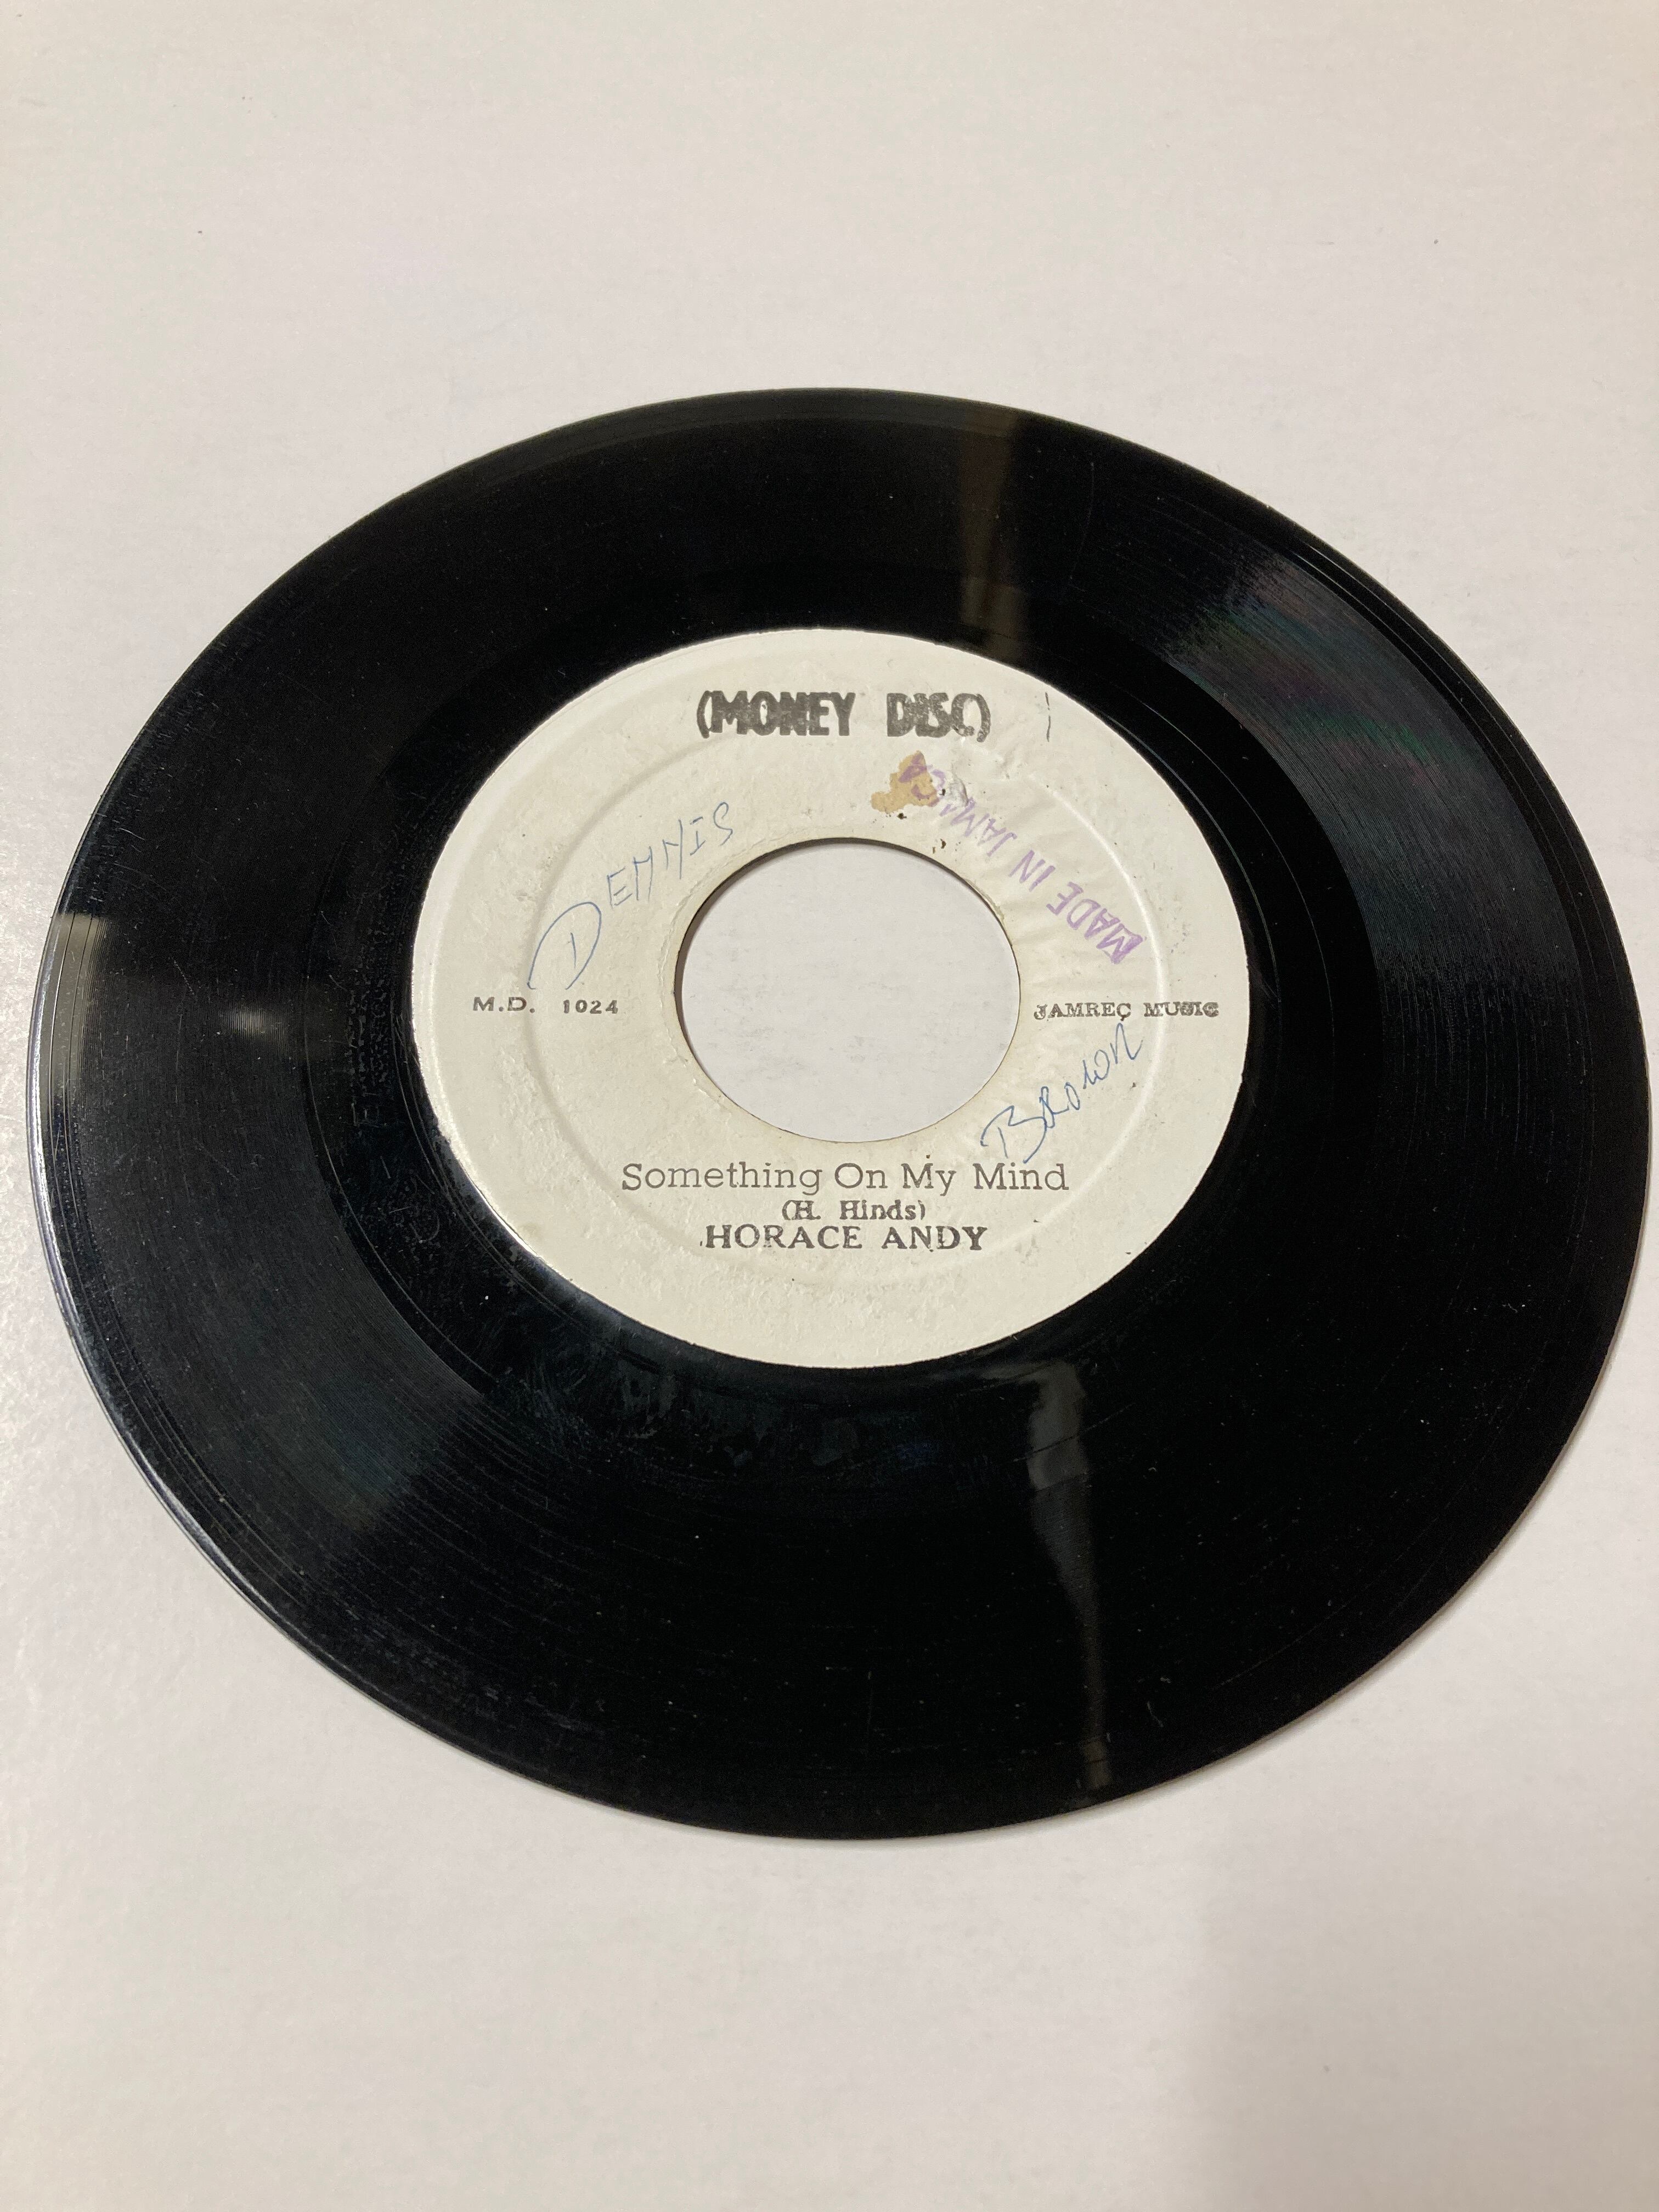 (MONEY DISC)
MADE IN JAMAICA
DENNIS
M.D. 1024
JAMREC MUSIC
BROWN
Something On My Mind
(H. Hinds)
HORACE ANDY